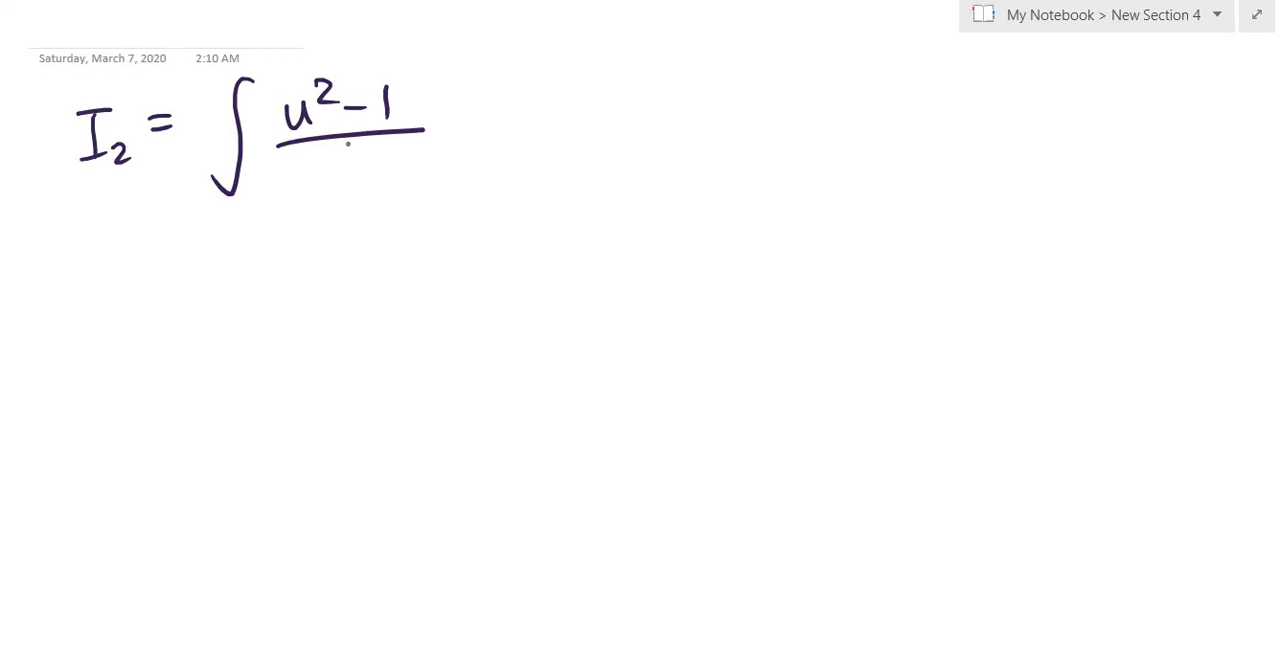 My Notebook > New Section 4
Saturday, March 7, 2020 2:10 AM
I₂ = ∫ u² - 1